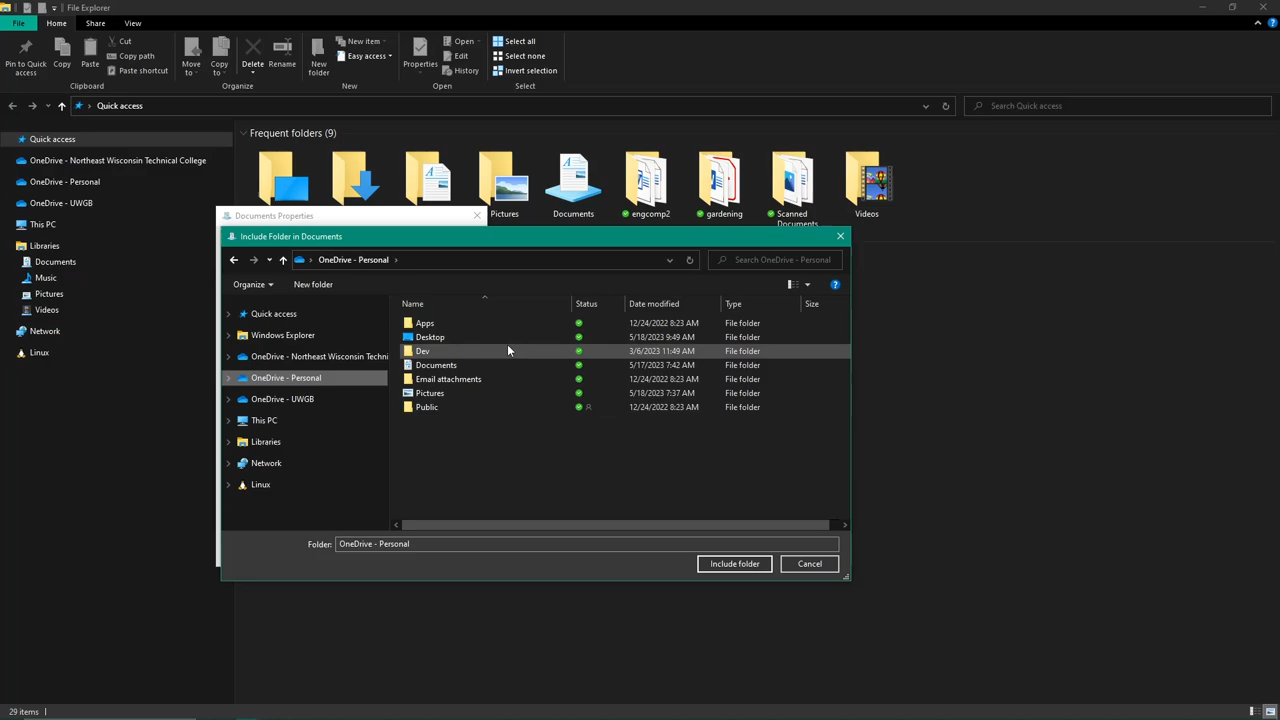 File Explorer
File Home Share View
Pin to Quick access
Copy
Paste
Cut
Copy path
Paste shortcut
Clipboard
Move to
Copy to
Delete
Rename
Organize
New folder
New item
Easy access
New
Properties
Open
Edit
History
Open
Select all
Select none
Invert selection
Select
Quick access
Search Quick access
Quick access
OneDrive - Northeast Wisconsin Technical College
OneDrive - Personal
OneDrive - UWGB
This PC
Libraries
Documents
Music
Pictures
Videos
Network
Linux
Frequent folders (9)
Pictures
Documents
engcomp2
gardening
Scanned Documents
Videos
Documents Properties
Include Folder in Documents
OneDrive - Personal
Search OneDrive - Personal
Organize New folder
Quick access
Windows Explorer
OneDrive - Northeast Wisconsin Techni
OneDrive - Personal
OneDrive - UWGB
This PC
Libraries
Network
Linux
Name Status Date modified Type Size
Apps 12/24/2022 8:23 AM File folder
Desktop 5/18/2023 9:49 AM File folder
Dev 3/6/2023 11:49 AM File folder
Documents 5/17/2023 7:42 AM File folder
Email attachments 12/24/2022 8:23 AM File folder
Pictures 5/18/2023 7:37 AM File folder
Public 12/24/2022 8:23 AM File folder
Folder: OneDrive - Personal
Include folder Cancel
29 items